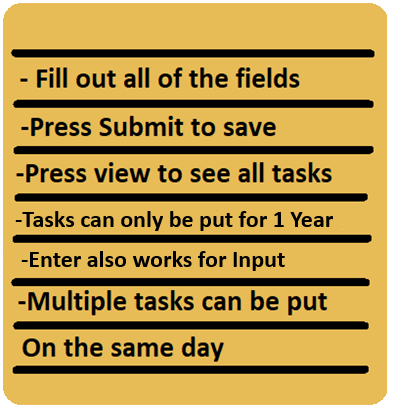 - Fill out all of the fields
-Press Submit to save
-Press view to see all tasks
-Tasks can only be put for 1 Year
-Enter also works for Input
-Multiple tasks can be put
On the same day